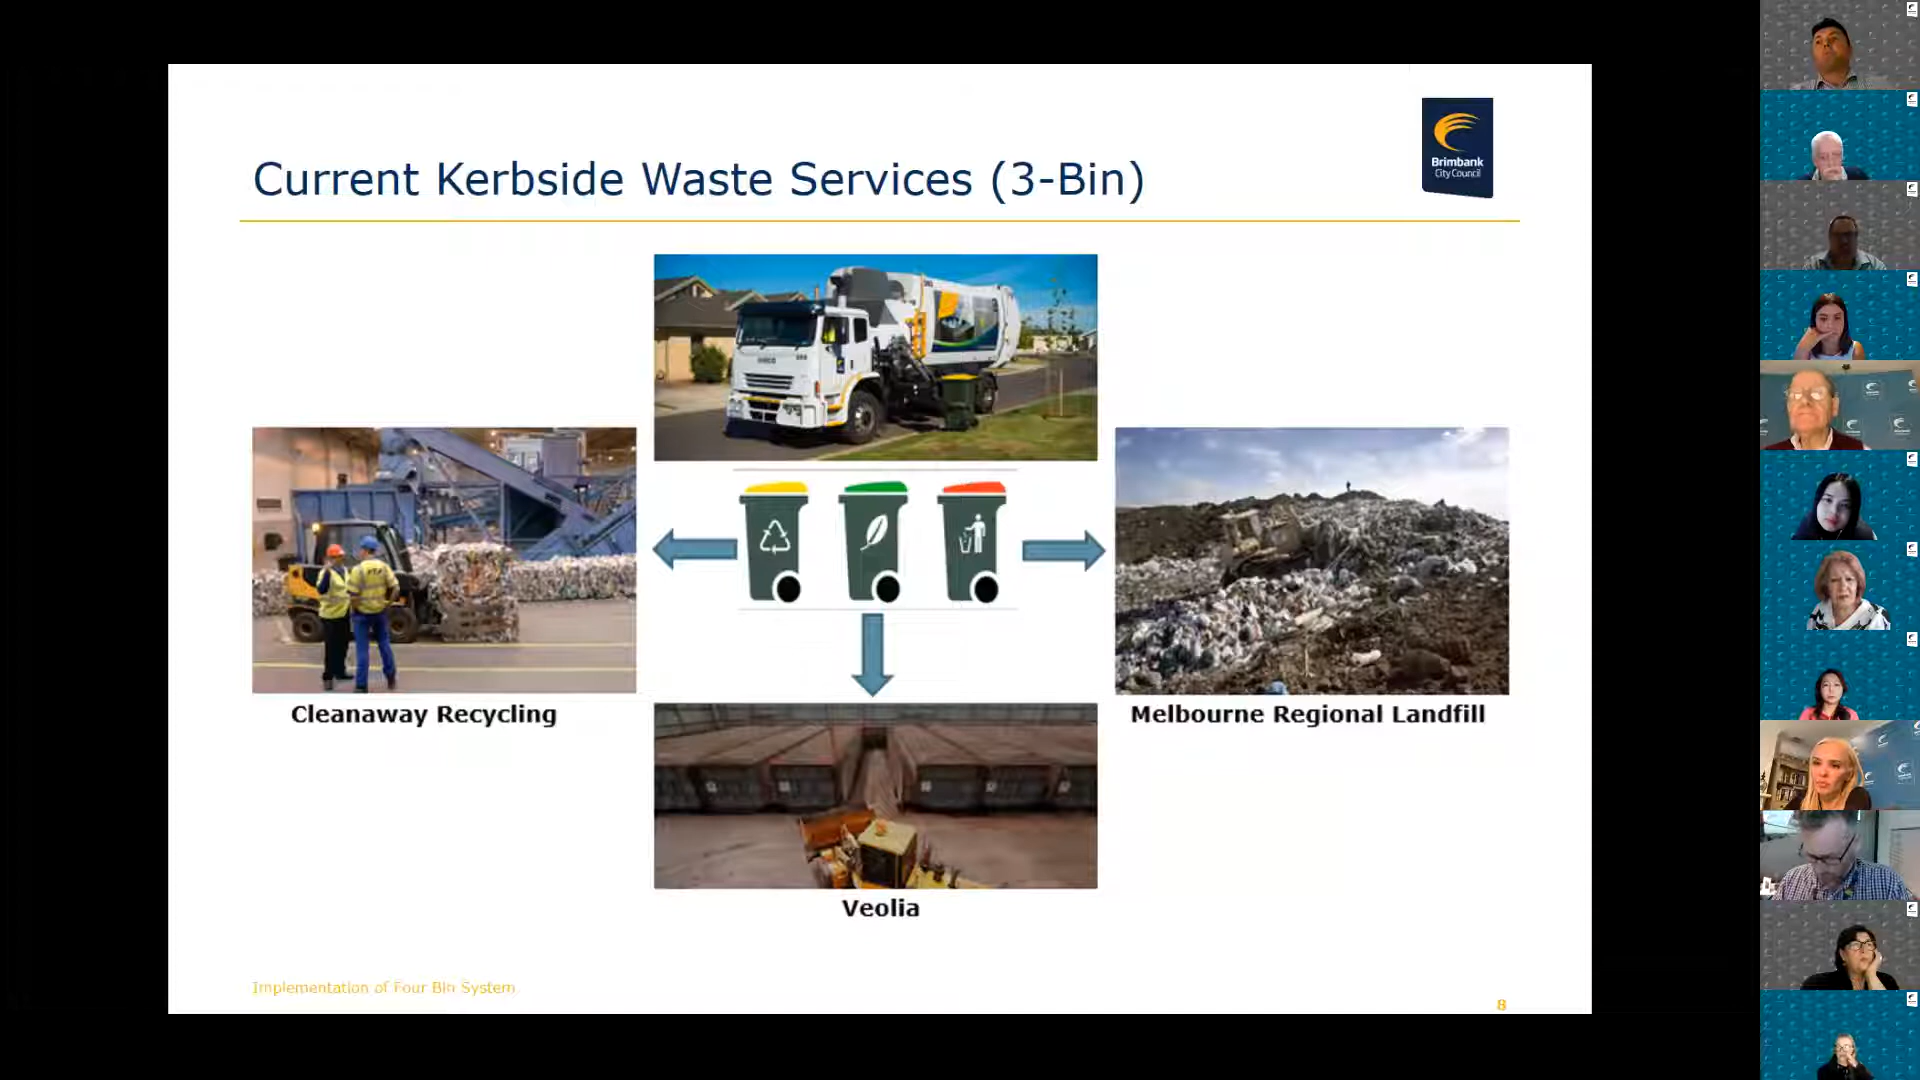 Current Kerbside Waste Services (3-Bin)
Brimbank
City Council
Cleanaway Recycling
Melbourne Regional Landfill
Veolia
Implementation of Four Bin System
8